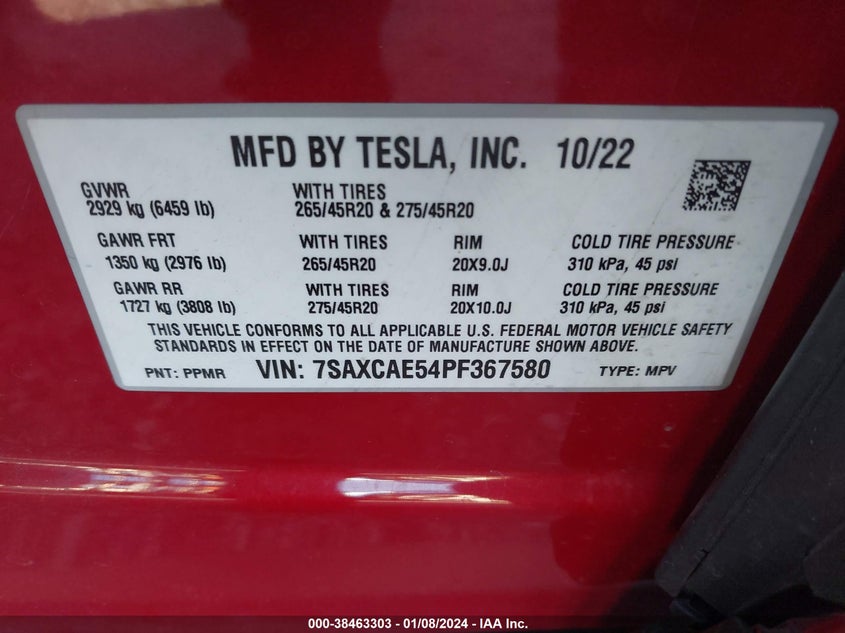 MFD BY TESLA, INC. 10/22
GVWR WITH TIRES
2929 kg (6459 lb) 265/45R20 & 275/45R20
GAWR FRT WITH TIRES RIM COLD TIRE PRESSURE
1350 kg (2976 lb) 265/45R20 20X9.0J 310 kPa, 45 psi
GAWR RR WITH TIRES RIM COLD TIRE PRESSURE
1727 kg (3808 lb) 275/45R20 20X10.0J 310 kPa, 45 psi
THIS VEHICLE CONFORMS TO ALL APPLICABLE U.S. FEDERAL MOTOR VEHICLE SAFETY
STANDARDS IN EFFECT ON THE DATE OF MANUFACTURE SHOWN ABOVE.
PNT: PPMR VIN: 7SAXCAE54PF367580 TYPE: MPV
000-38463303 - 01/08/2024 - IAA Inc.